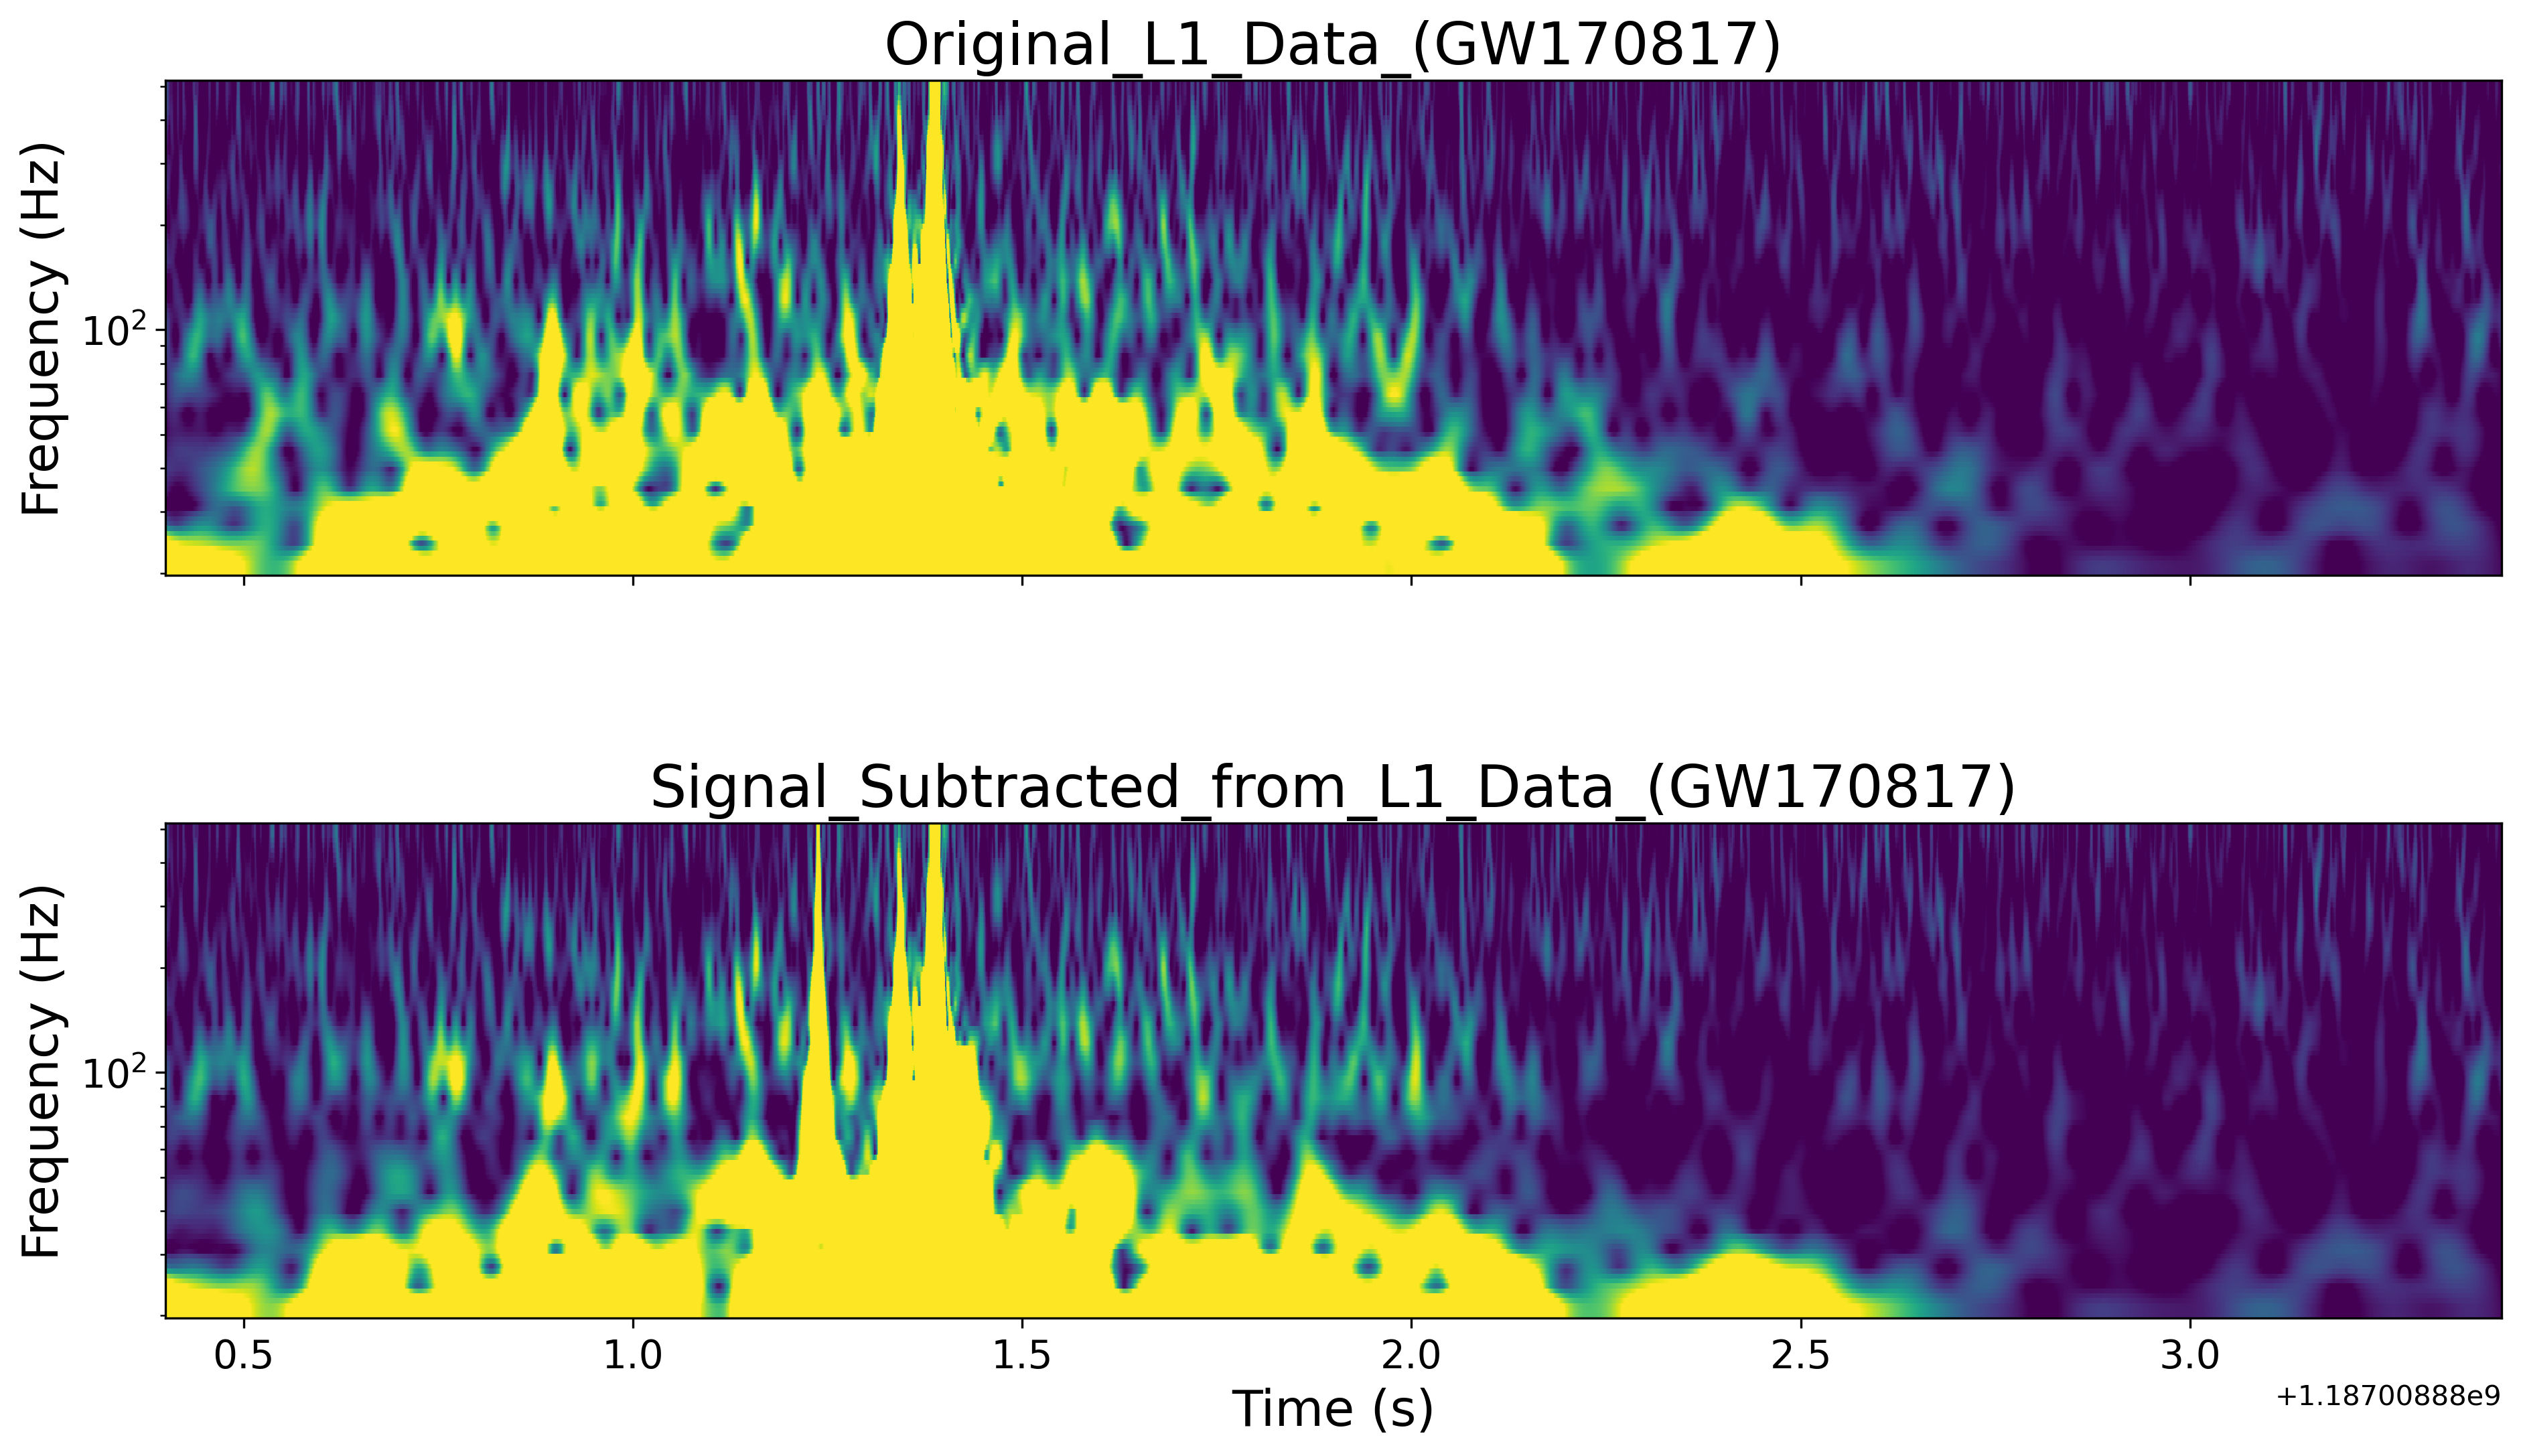 Original_L1_Data_(GW170817)
Frequency (Hz)
10²
Signal_Subtracted_from_L1_Data_(GW170817)
Frequency (Hz)
10²
0.5 1.0 1.5 2.0 2.5 3.0
Time (s)
+1.18700888e9